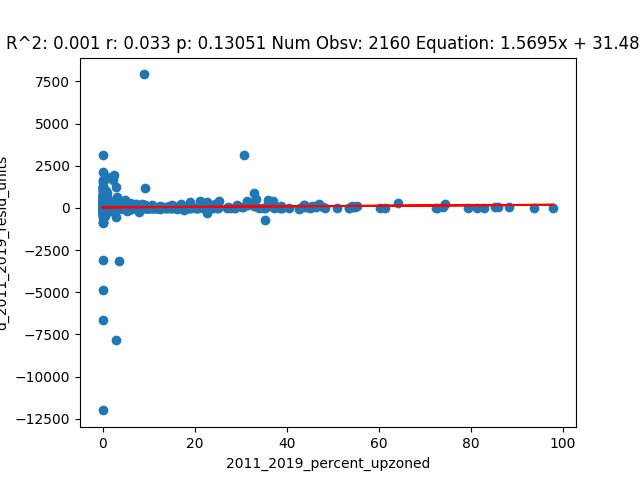 R^2: 0.001 r: 0.033 p: 0.13051 Num Obsv: 2160 Equation: 1.5695x + 31.48
7500
5000
2500
0
−2500
−5000
−7500
−10000
−12500
d_2011_2019_resid_units
0 20 40 60 80 100
2011_2019_percent_upzoned